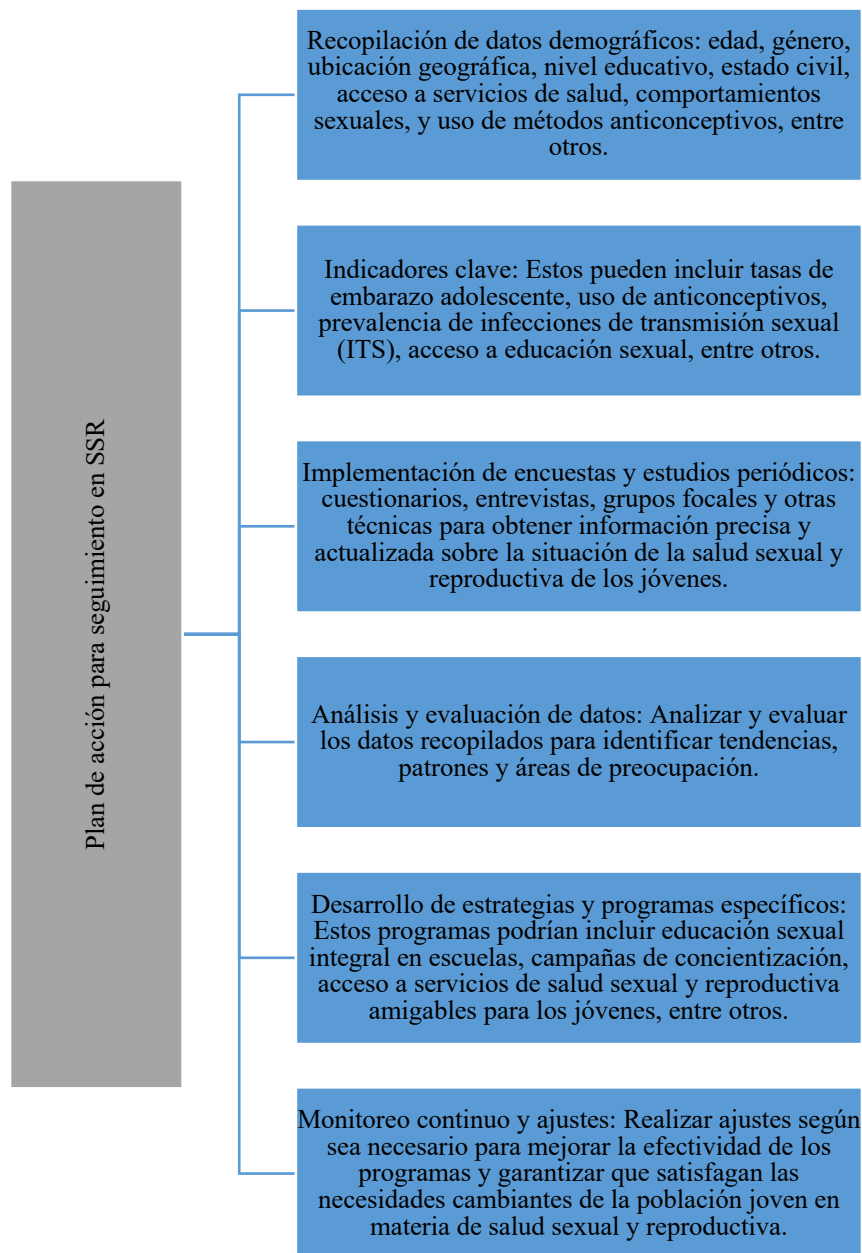 Plan de acción para seguimiento en SSR
Recopilación de datos demográficos: edad, género,
ubicación geográfica, nivel educativo, estado civil,
acceso a servicios de salud, comportamientos
sexuales, y uso de métodos anticonceptivos, entre
otros.
Indicadores clave: Estos pueden incluir tasas de
embarazo adolescente, uso de anticonceptivos,
prevalencia de infecciones de transmisión sexual
(ITS), acceso a educación sexual, entre otros.
Implementación de encuestas y estudios periódicos:
cuestionarios, entrevistas, grupos focales y otras
técnicas para obtener información precisa y
actualizada sobre la situación de la salud sexual y
reproductiva de los jóvenes.
Análisis y evaluación de datos: Analizar y evaluar
los datos recopilados para identificar tendencias,
patrones y áreas de preocupación.
Desarrollo de estrategias y programas específicos:
Estos programas podrían incluir educación sexual
integral en escuelas, campañas de concientización,
acceso a servicios de salud sexual y reproductiva
amigables para los jóvenes, entre otros.
Monitoreo continuo y ajustes: Realizar ajustes según
sea necesario para mejorar la efectividad de los
programas y garantizar que satisfagan las
necesidades cambiantes de la población joven en
materia de salud sexual y reproductiva.